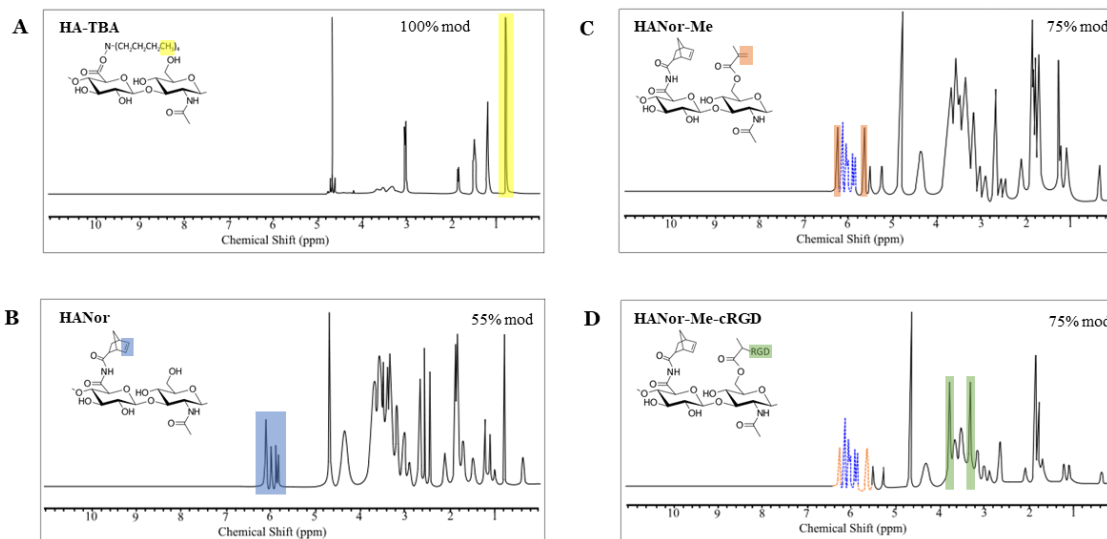 A
HA-TBA
100% mod
N-(CH₂CH₂CH₂CH₃)₄
O
OH
O
O
O
HO
O
O
HO
OH
NH
O
11 10 9 8 7 6 5 4 3 2 1
Chemical Shift (ppm)
B
HANor
55% mod
O
NH
OH
O
O
O
HO
O
O
HO
OH
NH
O
10 9 8 7 6 5 4 3 2 1
Chemical Shift (ppm)
C
HANor-Me
75% mod
O
O
NH
O
O
O
HO
O
O
HO
OH
NH
O
10 9 8 7 6 5 4 3 2 1
Chemical Shift (ppm)
D
HANor-Me-cRGD
75% mod
RGD
O
O
NH
O
O
O
HO
O
O
HO
OH
NH
O
10 9 8 7 6 5 4 3 2 1
Chemical Shift (ppm)